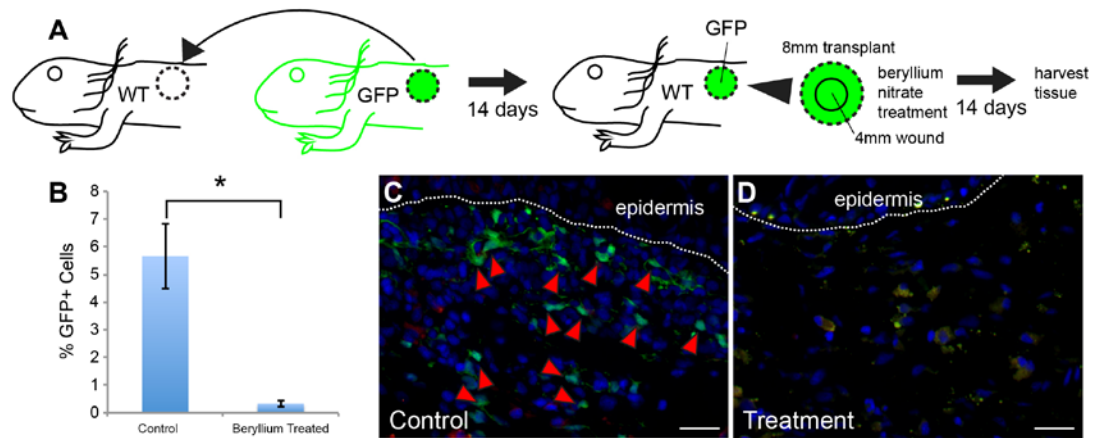 A
WT
GFP
14 days
WT
GFP
8mm transplant
beryllium
nitrate
treatment
4mm wound
14 days
harvest
tissue
B
*
% GFP+ Cells
8
7
6
5
4
3
2
1
0
Control
Beryllium Treated
C
epidermis
Control
D
epidermis
Treatment